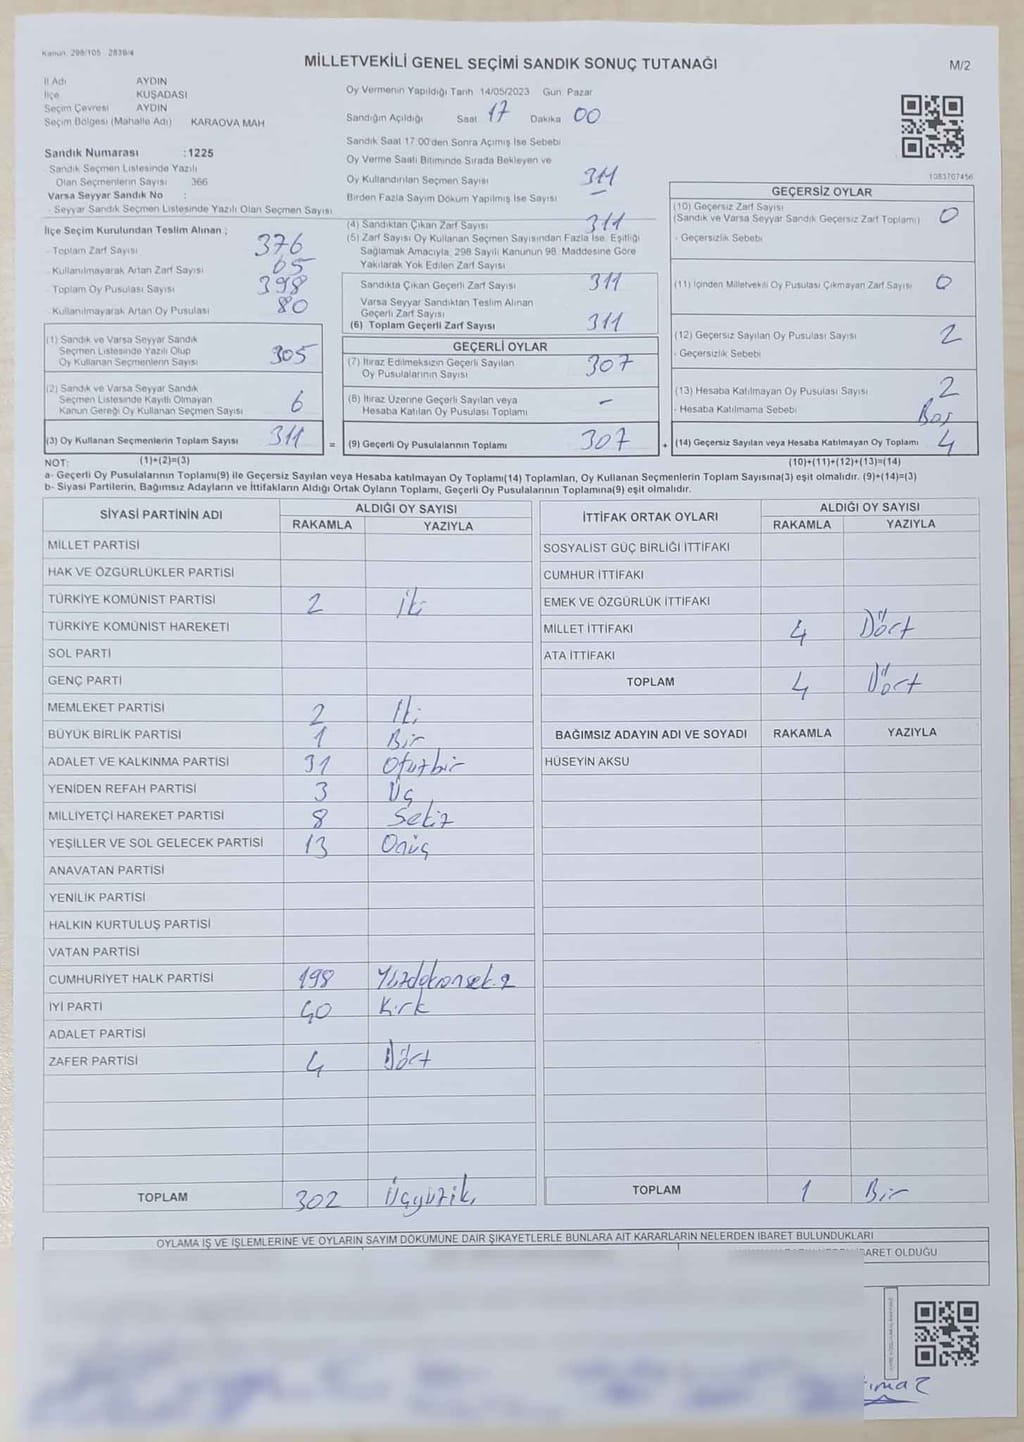 Kanun: 298/105 - 2839/4
MİLLETVEKİLİ GENEL SEÇİMİ SANDIK SONUÇ TUTANAĞI
M/2
İl Adı AYDIN
İlçe KUŞADASI
Seçim Çevresi AYDIN
Seçim Bölgesi (Mahalle Adı) KARAOVA MAH
Sandık Numarası :1225
- Sandık Seçmen Listesinde Yazılı
Olan Seçmenlerin Sayısı 366
Varsa Seyyar Sandık No :
- Seyyar Sandık Seçmen Listesinde Yazılı Olan Seçmen Sayısı
Oy Vermenin Yapıldığı Tarih 14/05/2023 Gün: Pazar
Sandığın Açıldığı Saat 17 Dakika 00
Sandık Saat 17:00'den Sonra Açımış İse Sebebi
Oy Verme Saati Bitiminde Sırada Bekleyen ve
Oy Kullandırılan Seçmen Sayısı 311
Birden Fazla Sayım Döküm Yapılmış İse Sayısı
1083707456
İlçe Seçim Kurulundan Teslim Alınan ;
- Toplam Zarf Sayısı 376
- Kullanılmayarak Artan Zarf Sayısı 65
- Toplam Oy Pusulası Sayısı 398
- Kullanılmayarak Artan Oy Pusulası 80
(1) Sandık ve Varsa Seyyar Sandık
Seçmen Listesinde Yazılı Olup
Oy Kullanan Seçmenlerin Sayısı 305
(2) Sandık ve Varsa Seyyar Sandık
Seçmen Listesinde Kayıtlı Olmayan
Kanun Gereği Oy Kullanan Seçmen Sayısı 6
(3) Oy Kullanan Seçmenlerin Toplam Sayısı 311 =
(4) Sandıktan Çıkan Zarf Sayısı 311
(5) Zarf Sayısı Oy Kullanan Seçmen Sayısından Fazla İse, Eşitliği
Sağlamak Amacıyla, 298 Sayılı Kanunun 98. Maddesine Göre
Yakılarak Yok Edilen Zarf Sayısı
Sandıkta Çıkan Geçerli Zarf Sayısı 311
Varsa Seyyar Sandıktan Teslim Alınan
Geçerli Zarf Sayısı
(6) Toplam Geçerli Zarf Sayısı 311
GEÇERLİ OYLAR
(7) İtiraz Edilmeksizin Geçerli Sayılan
Oy Pusulalarının Sayısı 307
(8) İtiraz Üzerine Geçerli Sayılan veya
Hesaba Katılan Oy Pusulası Toplamı -
(9) Geçerli Oy Pusulalarının Toplamı 307 +
GEÇERSİZ OYLAR
(10) Geçersiz Zarf Sayısı
(Sandık ve Varsa Seyyar Sandık Geçersiz Zarf Toplamı) 0
- Geçersizlik Sebebi
(11) İçinden Milletvekili Oy Pusulası Çıkmayan Zarf Sayısı 0
(12) Geçersiz Sayılan Oy Pusulası Sayısı 2
- Geçersizlik Sebebi
(13) Hesaba Katılmayan Oy Pusulası Sayısı 2
- Hesaba Katılmama Sebebi Boş
(14) Geçersiz Sayılan veya Hesaba Katılmayan Oy Toplamı 4
NOT: (1)+(2)=(3) (10)+(11)+(12)+(13)=(14)
a- Geçerli Oy Pusulalarının Toplamı(9) ile Geçersiz Sayılan veya Hesaba katılmayan Oy Toplamı(14) Toplamları, Oy Kullanan Seçmenlerin Toplam Sayısına(3) eşit olmalıdır. (9)+(14)=(3)
b- Siyasi Partilerin, Bağımsız Adayların ve İttifakların Aldığı Ortak Oyların Toplamı, Geçerli Oy Pusulalarının Toplamına(9) eşit olmalıdır.
SİYASİ PARTİNİN ADI ALDIĞI OY SAYISI
RAKAMLA YAZIYLA
MİLLET PARTİSİ
HAK VE ÖZGÜRLÜKLER PARTİSİ
TÜRKİYE KOMÜNİST PARTİSİ 2 iki
TÜRKİYE KOMÜNİST HAREKETİ
SOL PARTİ
GENÇ PARTİ
MEMLEKET PARTİSİ 2 İki
BÜYÜK BİRLİK PARTİSİ 1 Bir
ADALET VE KALKINMA PARTİSİ 31 Otuzbir
YENİDEN REFAH PARTİSİ 3 Üç
MİLLİYETÇİ HAREKET PARTİSİ 8 Sekiz
YEŞİLLER VE SOL GELECEK PARTİSİ 13 Onüç
ANAVATAN PARTİSİ
YENİLİK PARTİSİ
HALKIN KURTULUŞ PARTİSİ
VATAN PARTİSİ
CUMHURİYET HALK PARTİSİ 198 Yüzdoksansekiz
İYİ PARTİ 40 Kırk
ADALET PARTİSİ
ZAFER PARTİSİ 4 Dört
TOPLAM 302 Üçyüziki
İTTİFAK ORTAK OYLARI ALDIĞI OY SAYISI
RAKAMLA YAZIYLA
SOSYALİST GÜÇ BİRLİĞİ İTTİFAKI
CUMHUR İTTİFAKI
EMEK VE ÖZGÜRLÜK İTTİFAKI
MİLLET İTTİFAKI 4 Dört
ATA İTTİFAKI
TOPLAM 4 Dört
BAĞIMSIZ ADAYIN ADI VE SOYADI RAKAMLA YAZIYLA
HÜSEYİN AKSU
TOPLAM 1 Bir
OYLAMA İŞ VE İŞLEMLERİNE VE OYLARIN SAYIM DÖKÜMÜNE DAİR ŞİKAYETLERLE BUNLARA AİT KARARLARIN NELERDEN İBARET BULUNDUKLARI
OLDUĞU